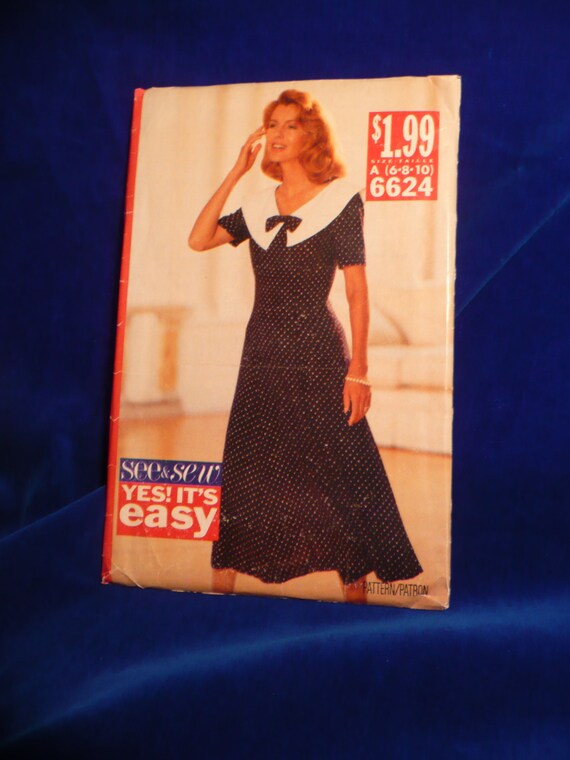 $1.99
SIZE/TAILLE
A (6-8-10)
6624
see&sew
YES! IT'S
easy
PATTERN/PATRON